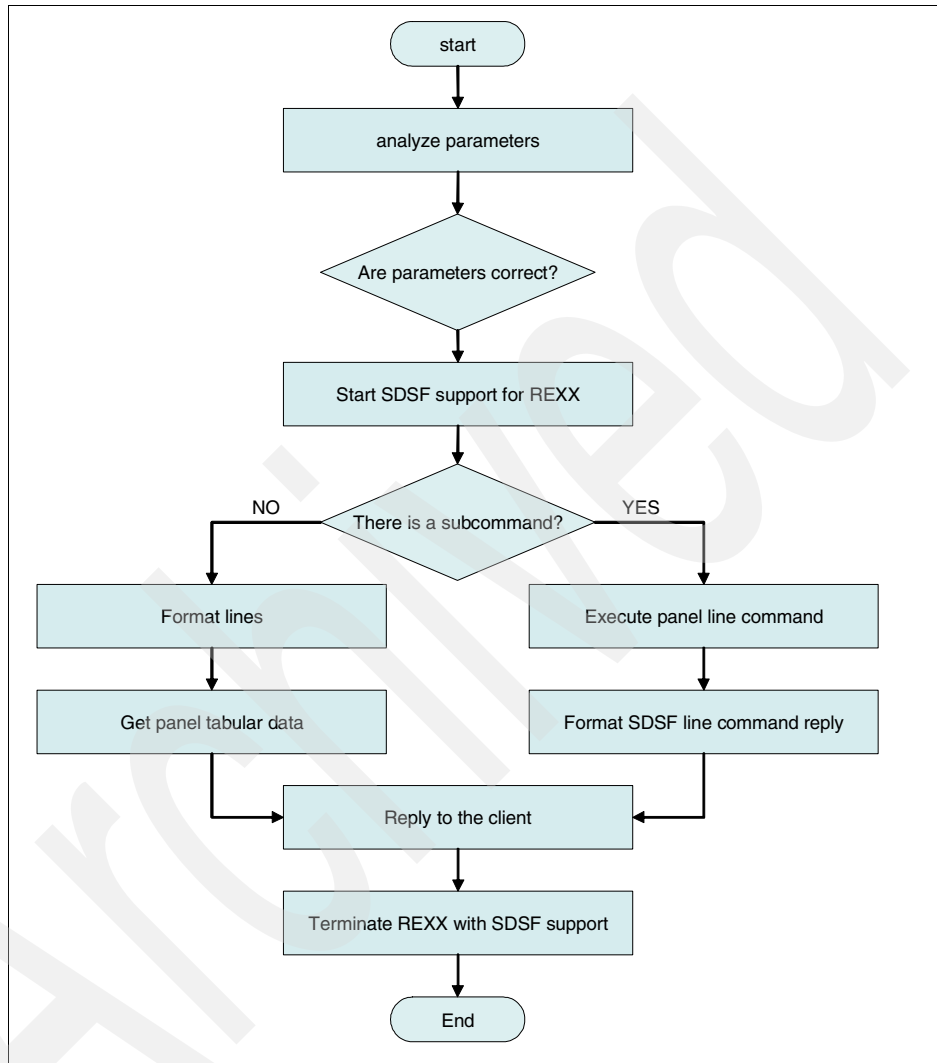 start
analyze parameters
Are parameters correct?
Start SDSF support for REXX
There is a subcommand?
NO
YES
Format lines
Execute panel line command
Get panel tabular data
Format SDSF line command reply
Reply to the client
Terminate REXX with SDSF support
End
Archived